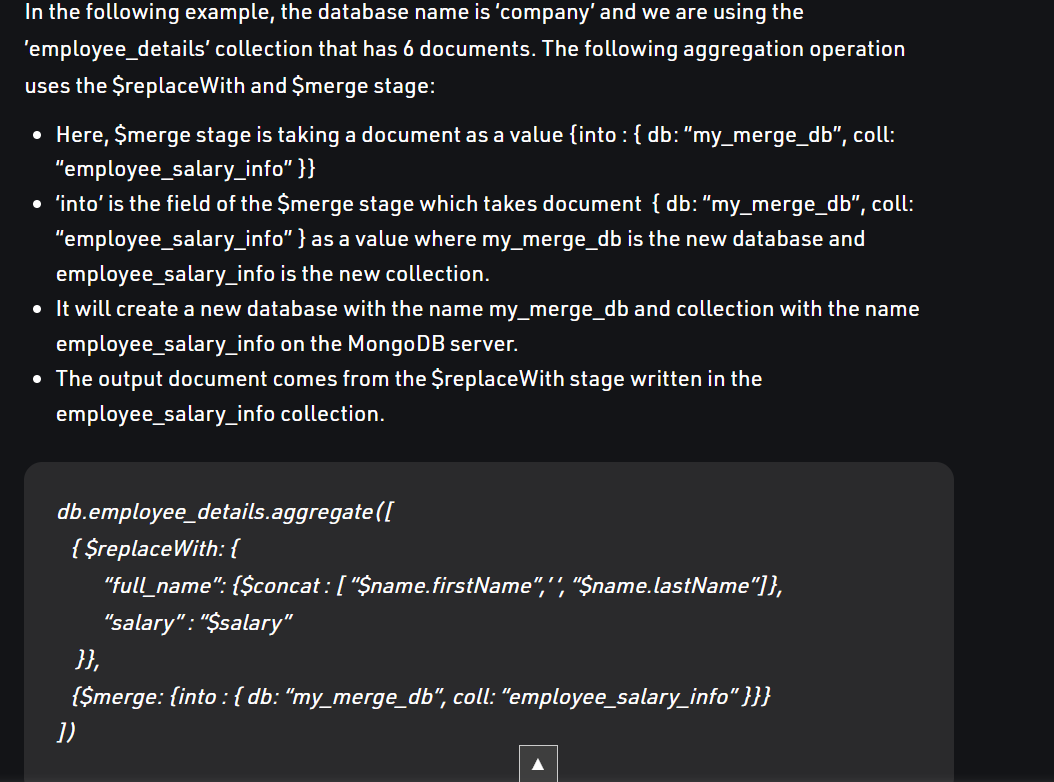 In the following example, the database name is ‘company’ and we are using the
’employee_details’ collection that has 6 documents. The following aggregation operation
uses the $replaceWith and $merge stage:
• Here, $merge stage is taking a document as a value {into : { db: “my_merge_db”, coll:
“employee_salary_info” }}
• ‘into’ is the field of the $merge stage which takes document  { db: “my_merge_db”, coll:
“employee_salary_info” } as a value where my_merge_db is the new database and
employee_salary_info is the new collection.
• It will create a new database with the name my_merge_db and collection with the name
employee_salary_info on the MongoDB server.
• The output document comes from the $replaceWith stage written in the
employee_salary_info collection.
db.employee_details.aggregate([
{ $replaceWith: {
“full_name”: {$concat : [ “$name.firstName”,’ ‘, “$name.lastName”]},
“salary” : “$salary”
}},
{$merge: {into : { db: “my_merge_db”, coll: “employee_salary_info” }}}
])
▲